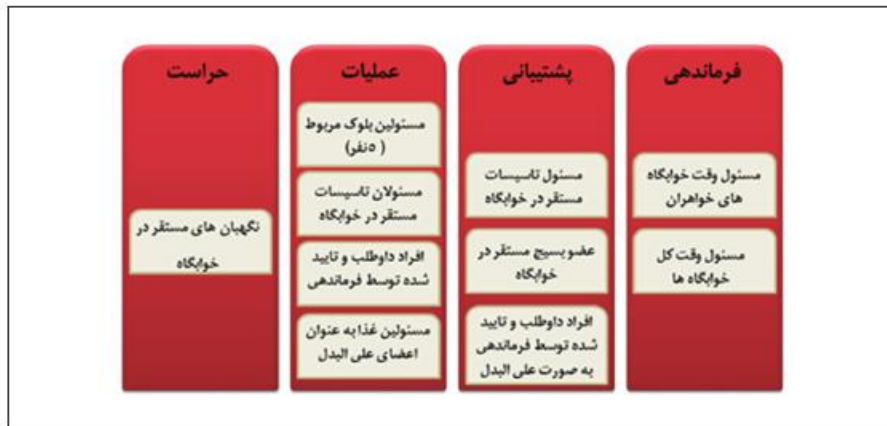 فرماندهی
مسئول وقت خوابگاه
های خواهران
مسئول وقت کل
خوابگاه ها
پشتیبانی
مسئول تاسیسات
مستقر در خوابگاه
عضو بسیج مستقر در
خوابگاه
افراد داوطلب و تایید
شده توسط فرماندهی
به صورت علی البدل
عملیات
مسئولین بلوک مربوط
( ۵نفر)
مسئولان تاسیسات
مستقر در خوابگاه
افراد داوطلب و تایید
شده توسط فرماندهی
مسئولین غذا به عنوان
اعضای علی البدل
حراست
نگهبان های مستقر در
خوابگاه